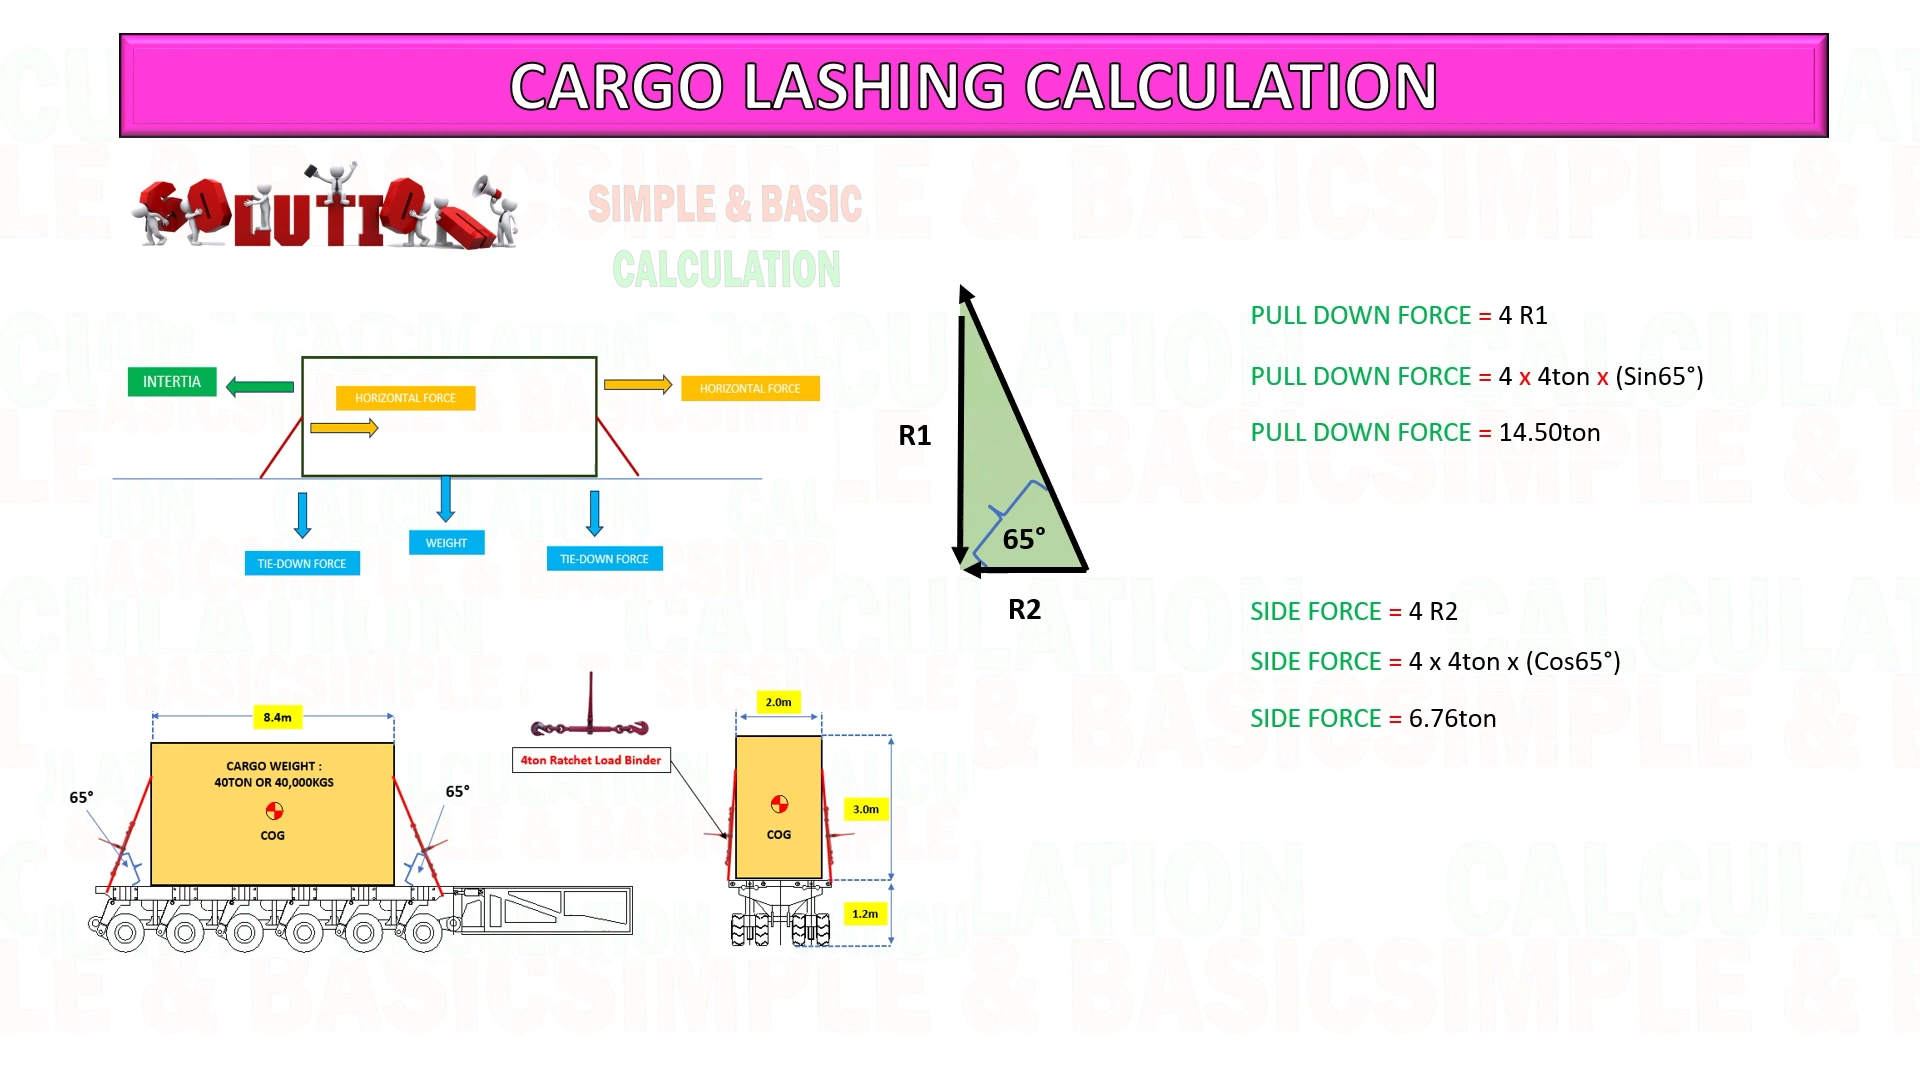 CARGO LASHING CALCULATION
SOLUTION
SIMPLE & BASIC
CALCULATION
INTERTIA
HORIZONTAL FORCE
HORIZONTAL FORCE
TIE-DOWN FORCE
WEIGHT
TIE-DOWN FORCE
R1
65°
R2
PULL DOWN FORCE = 4 R1
PULL DOWN FORCE = 4 x 4ton x (Sin65°)
PULL DOWN FORCE = 14.50ton
SIDE FORCE = 4 R2
SIDE FORCE = 4 x 4ton x (Cos65°)
SIDE FORCE = 6.76ton
8.4m
CARGO WEIGHT :
40TON OR 40,000KGS
COG
65°
65°
4ton Ratchet Load Binder
2.0m
COG
3.0m
1.2m